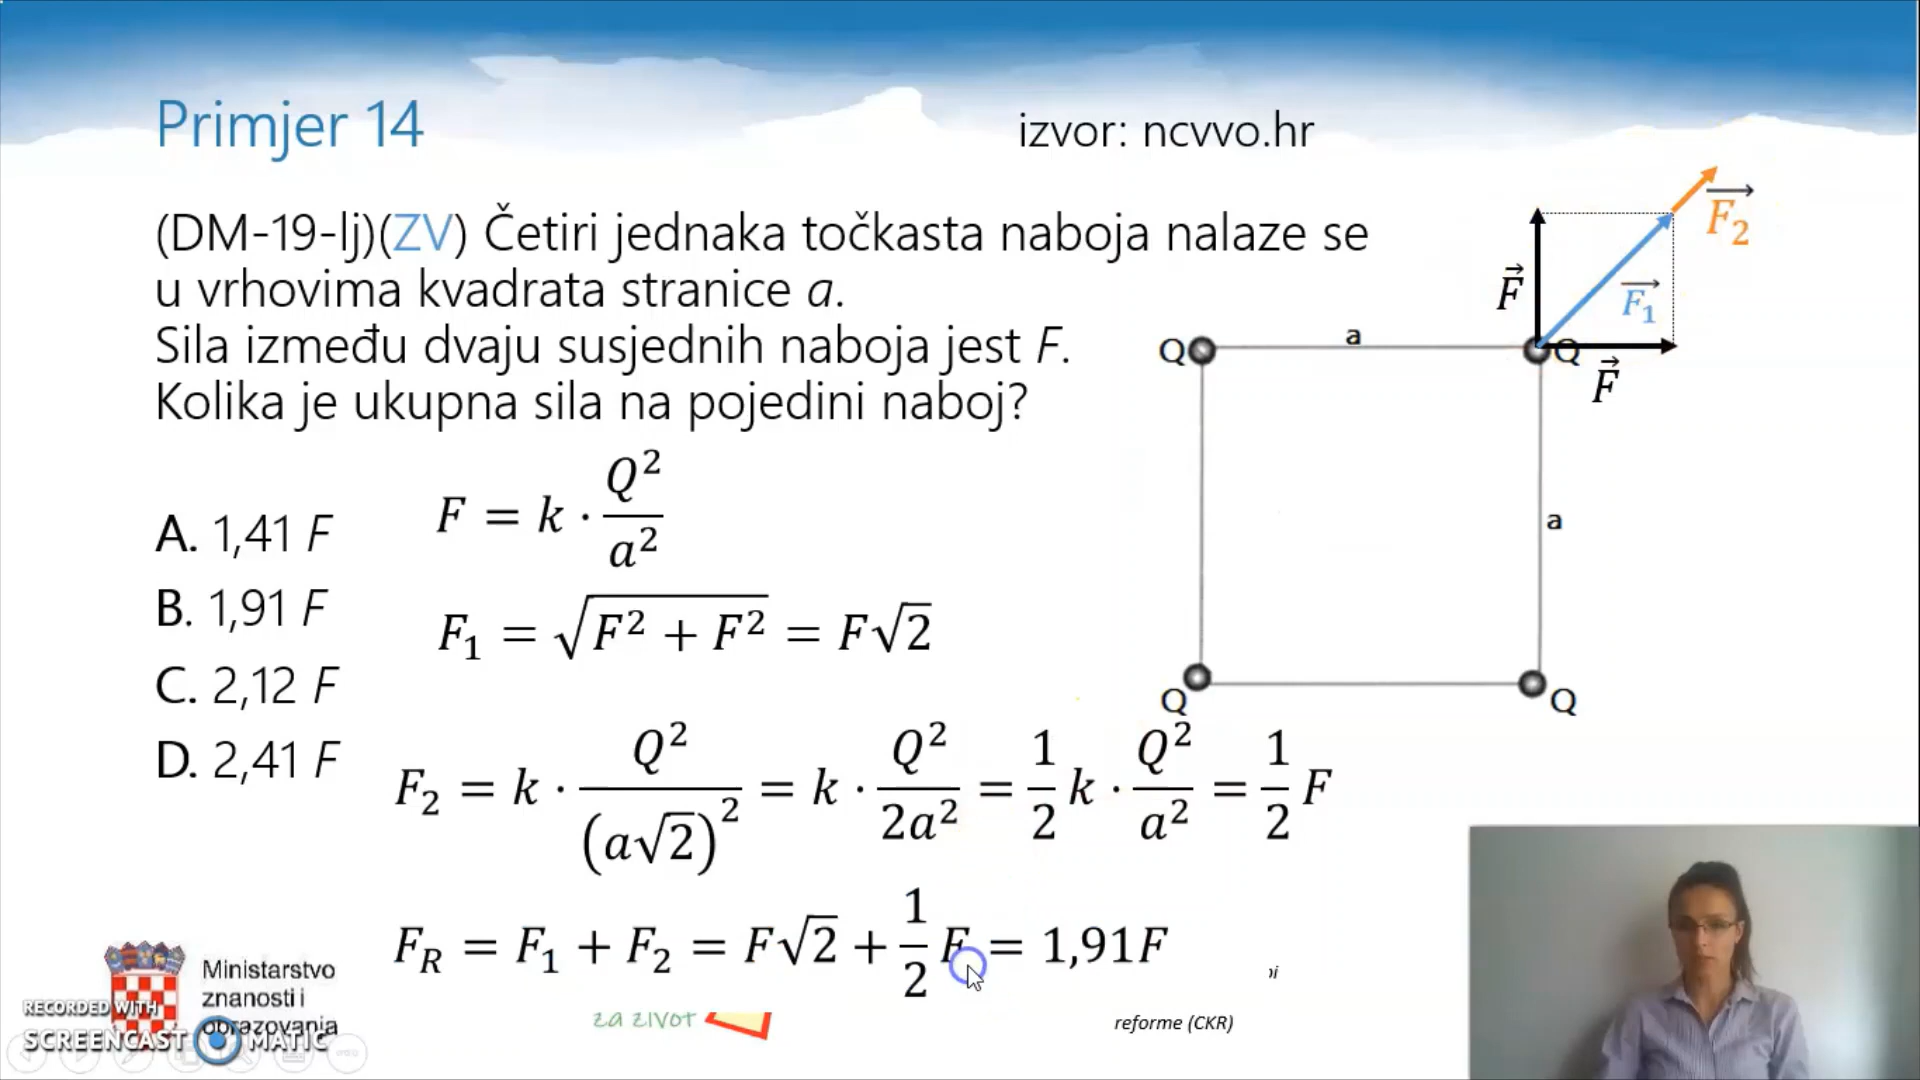 Primjer 14
izvor: ncvvo.hr
(DM-19-lj)(ZV) Četiri jednaka točkasta naboja nalaze se
u vrhovima kvadrata stranice a.
Sila između dvaju susjednih naboja jest F.
Kolika je ukupna sila na pojedini naboj?
A. 1,41 F
B. 1,91 F
C. 2,12 F
D. 2,41 F
F = k · Q²/a²
F₁ = √(F² + F²) = F√2
F₂ = k · Q²/(a√2)² = k · Q²/2a² = 1/2 k · Q²/a² = 1/2 F
F_R = F₁ + F₂ = F√2 + 1/2 F = 1,91F
F₂
F
F₁
F
Q
a
Q
a
Q
Q
Ministarstvo
znanosti i
obrazovanja
RECORDED WITH
SCREENCAST MATIC
za život
reforme (CKR)